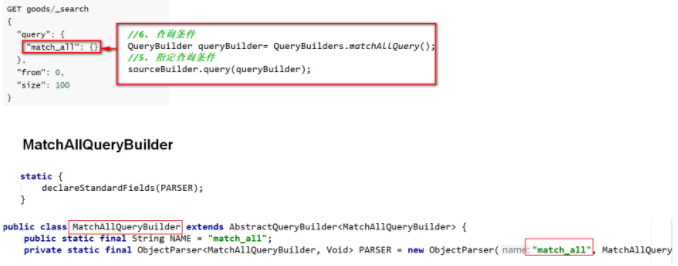 GET goods/_search
{
"query": {
"match_all": {}
},
"from": 0,
"size": 100
}
//6. 查询条件
QueryBuilder queryBuilder= QueryBuilders.matchAllQuery();
//5. 指定查询条件
sourceBuilder.query(queryBuilder);
MatchAllQueryBuilder
static {
declareStandardFields(PARSER);
}
public class MatchAllQueryBuilder extends AbstractQueryBuilder<MatchAllQueryBuilder> {
public static final String NAME = "match_all";
private static final ObjectParser<MatchAllQueryBuilder, Void> PARSER = new ObjectParser( name: "match_all", MatchAllQuery